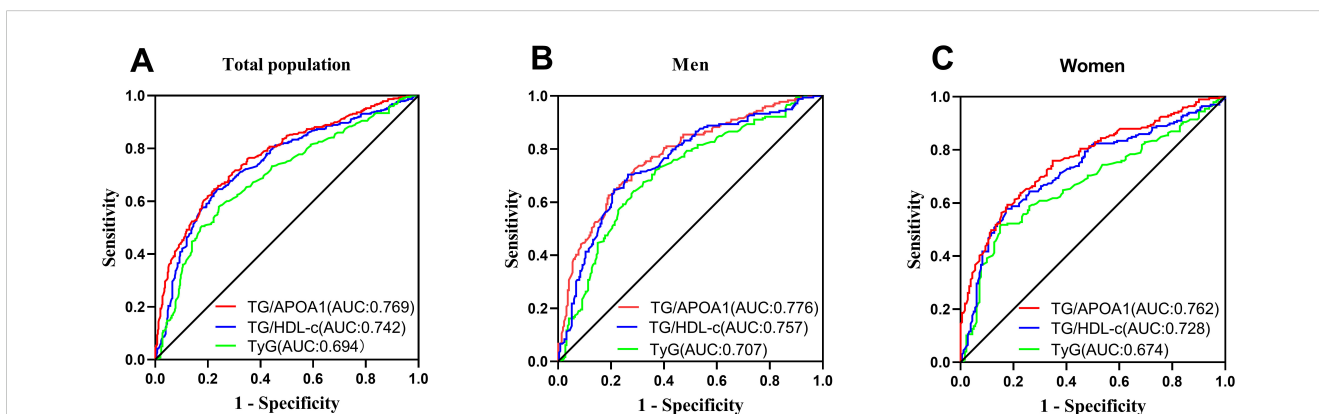 A
Total population
Sensitivity
1.0
0.8
0.6
0.4
0.2
0.0
TG/APOA1(AUC:0.769)
TG/HDL-c(AUC:0.742)
TyG(AUC:0.694)
0.0 0.2 0.4 0.6 0.8 1.0
1 - Specificity
B
Men
Sensitivity
1.0
0.8
0.6
0.4
0.2
0.0
TG/APOA1(AUC:0.776)
TG/HDL-c(AUC:0.757)
TyG(AUC:0.707)
0.0 0.2 0.4 0.6 0.8 1.0
1 - Specificity
C
Women
Sensitivity
1.0
0.8
0.6
0.4
0.2
0.0
TG/APOA1(AUC:0.762)
TG/HDL-c(AUC:0.728)
TyG(AUC:0.674)
0.0 0.2 0.4 0.6 0.8 1.0
1 - Specificity